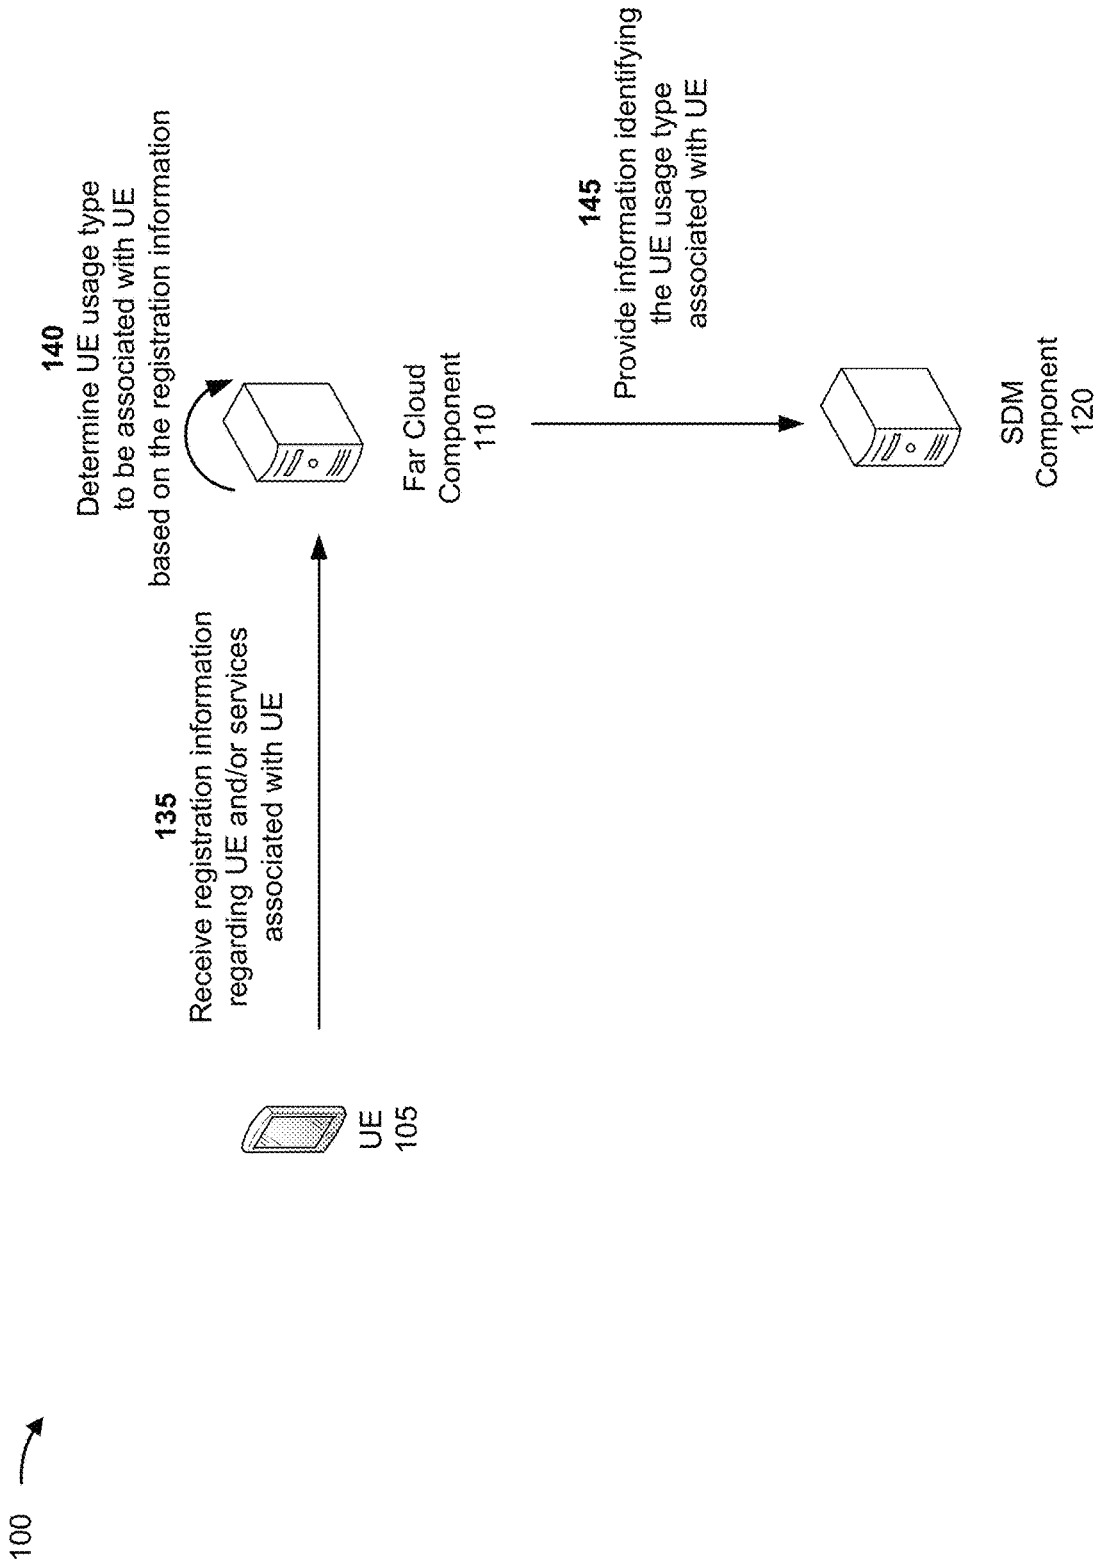 100
135
Receive registration information
regarding UE and/or services
associated with UE
140
Determine UE usage type
to be associated with UE
based on the registration information
UE
105
Far Cloud
Component
110
145
Provide information identifying
the UE usage type
associated with UE
SDM
Component
120